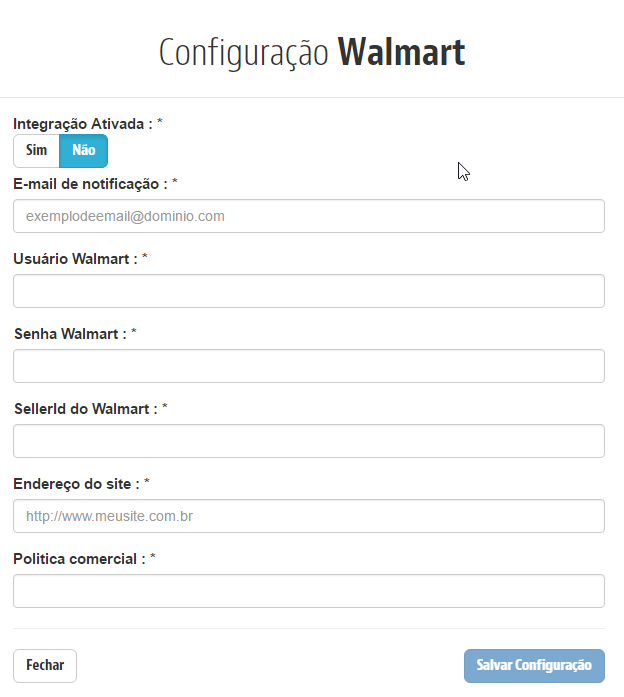 Configuração Walmart
Integração Ativada : *
Sim Não
E-mail de notificação : *
exemplodeemail@dominio.com
Usuário Walmart : *
Senha Walmart : *
SellerId do Walmart : *
Endereço do site : *
http://www.meusite.com.br
Politica comercial : *
Fechar Salvar Configuração